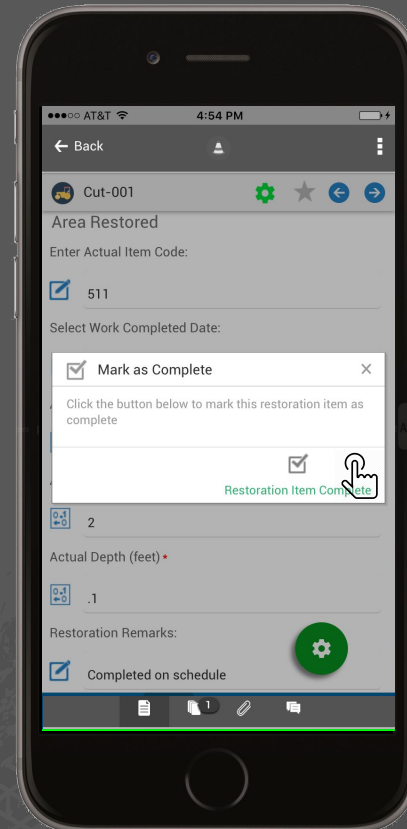 AT&T
4:54 PM
Back
Cut-001
Area Restored
Enter Actual Item Code:
511
Select Work Completed Date:
Mark as Complete
Click the button below to mark this restoration item as
complete
Restoration Item Complete
2
Actual Depth (feet) *
.1
Restoration Remarks:
Completed on schedule
1